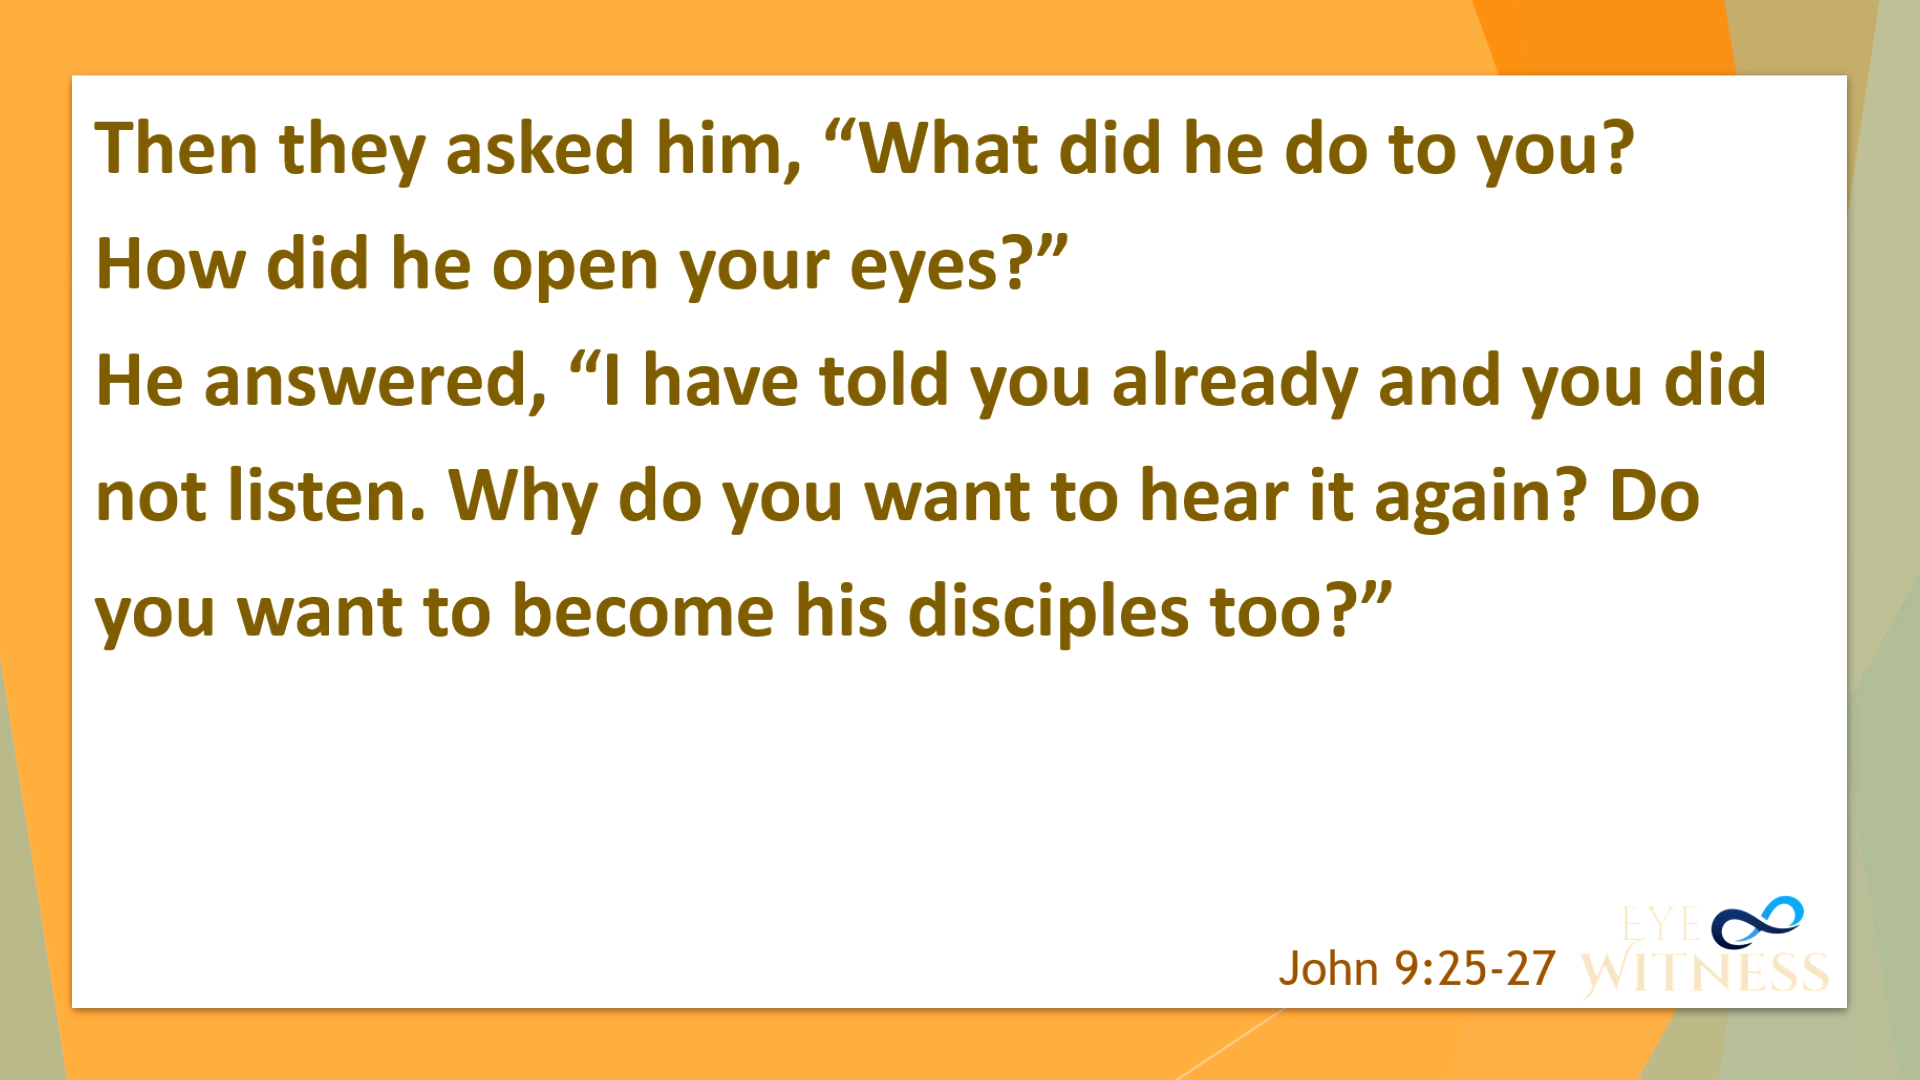 Then they asked him, “What did he do to you?
How did he open your eyes?”
He answered, “I have told you already and you did
not listen. Why do you want to hear it again? Do
you want to become his disciples too?”
EYE
WITNESS
John 9:25-27